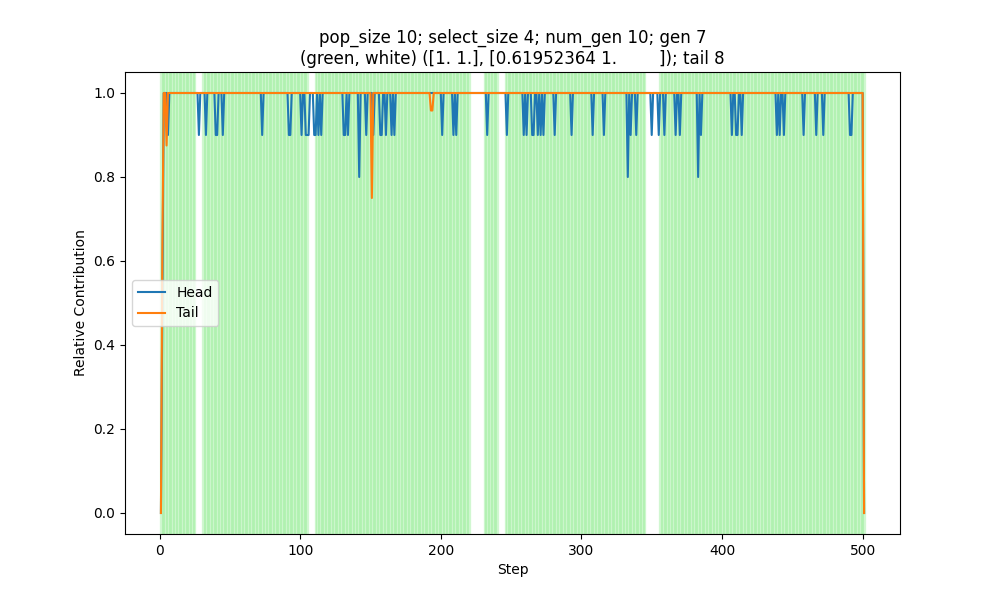 pop_size 10; select_size 4; num_gen 10; gen 7
(green, white) ([1. 1.], [0.61952364 1.        ]); tail 8
1.0
0.8
0.6
0.4
0.2
0.0
Relative Contribution
Head
Tail
0 100 200 300 400 500
Step